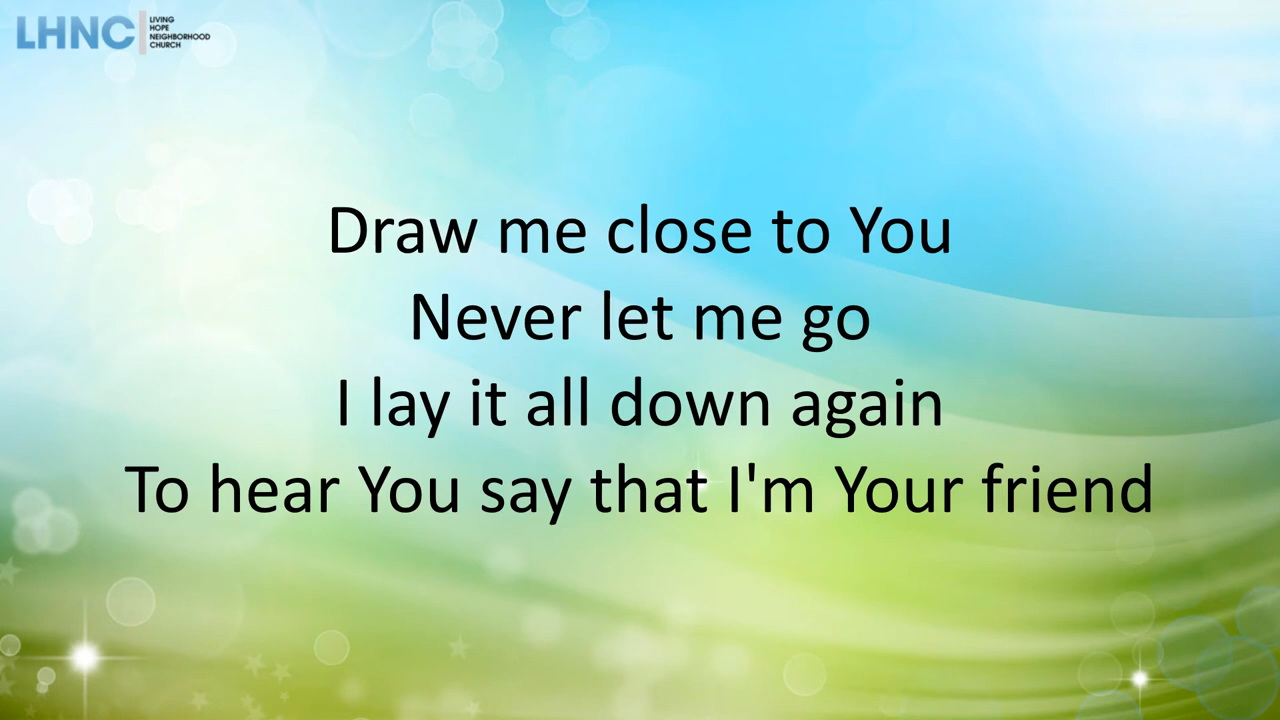 LHNC
LIVING
HOPE
NEIGHBORHOOD
CHURCH
Draw me close to You
Never let me go
I lay it all down again
To hear You say that I'm Your friend